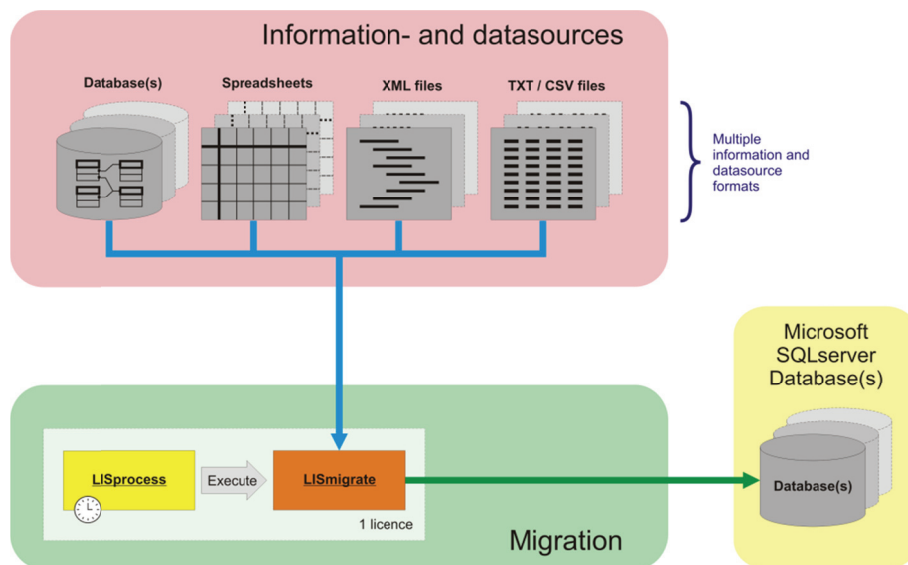 Information- and datasources
Database(s)
Spreadsheets
XML files
TXT / CSV files
Multiple
information and
datasource
formats
Microsoft
SQLserver
Database(s)
Database(s)
LISprocess
Execute
LISmigrate
1 licence
Migration